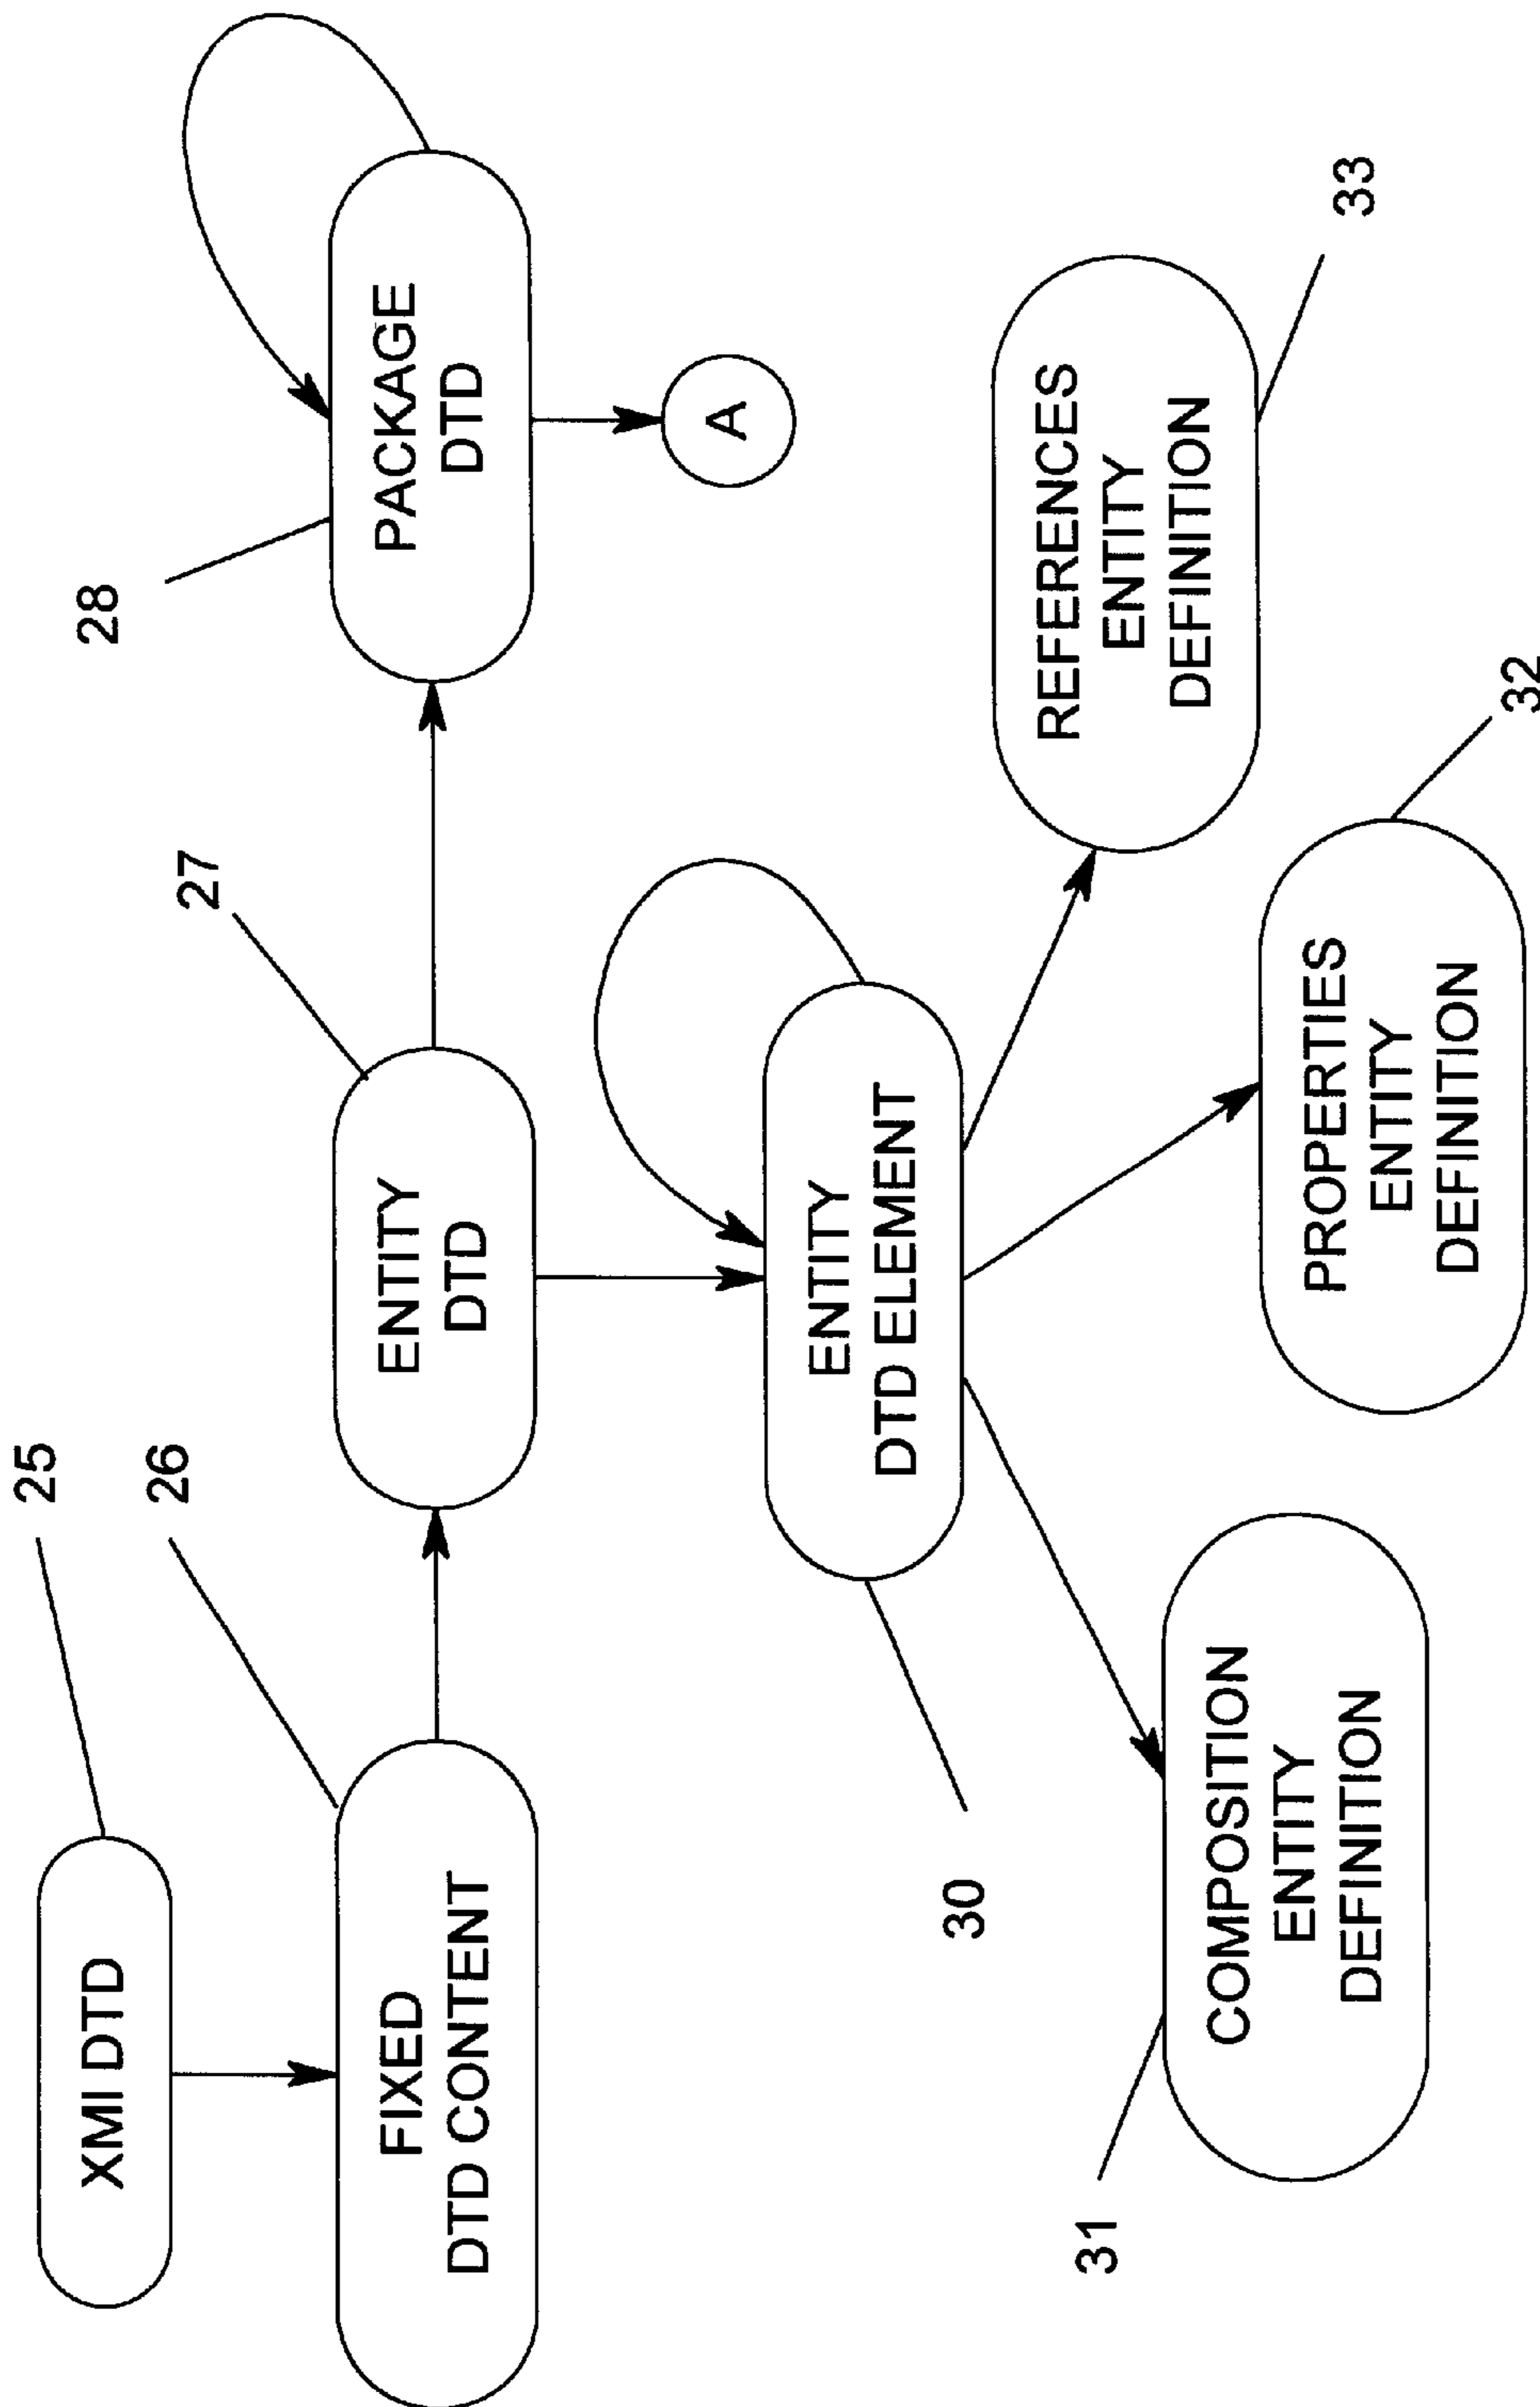 25
XMI DTD
26
FIXED
DTD CONTENT
27
ENTITY
DTD
28
PACKAGE
DTD
A
30
ENTITY
DTD ELEMENT
31
COMPOSITION
ENTITY
DEFINITION
PROPERTIES
ENTITY
DEFINITION
32
REFERENCES
ENTITY
DEFINITION
33